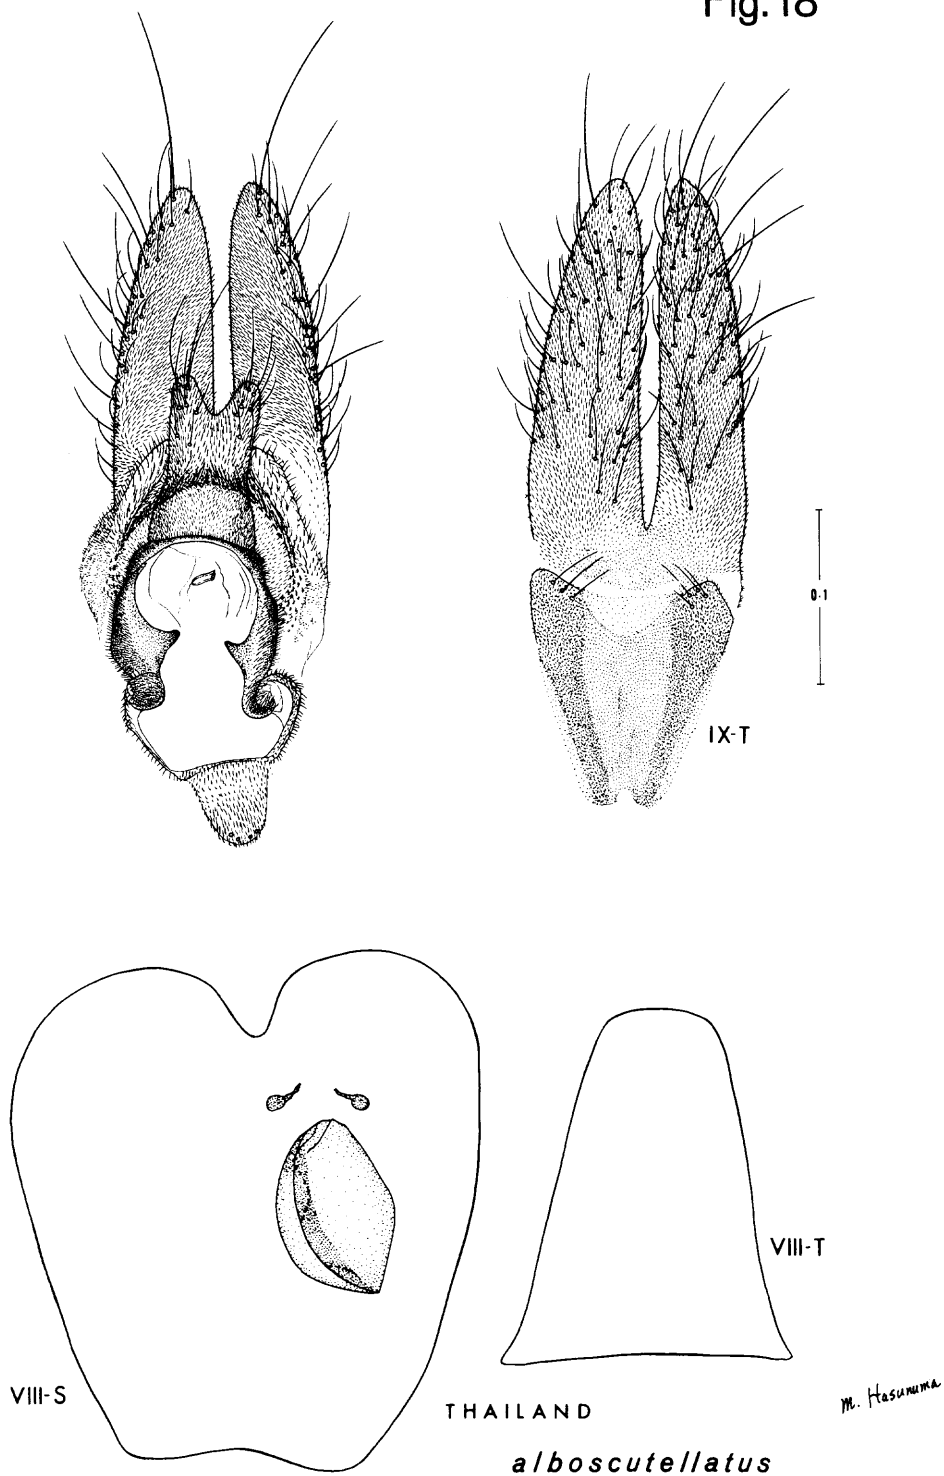 Fig. 18
0·1
IX-T
VIII-T
VIII-S
THAILAND
M. Hasunuma
alboscutellatus